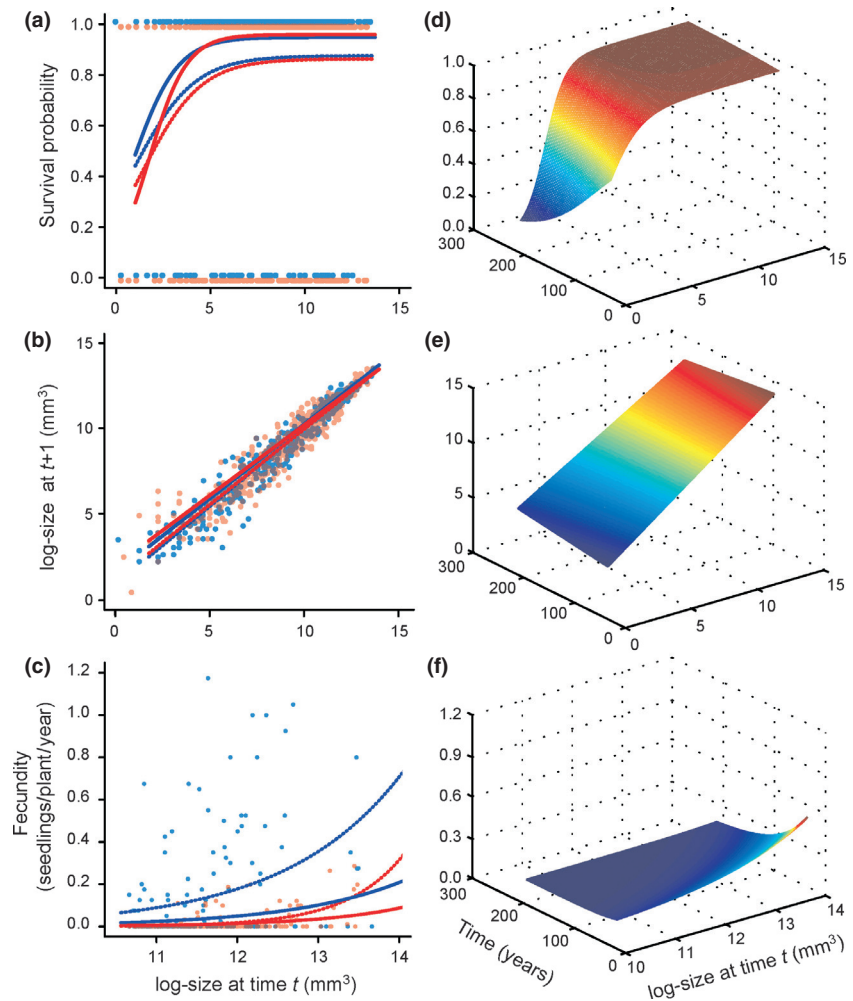 (a)
Survival probability
1.0
0.8
0.6
0.4
0.2
0.0
0 5 10 15
(b)
log-size at t+1 (mm³)
15
10
5
0
0 5 10 15
(c)
Fecundity
(seedlings/plant/year)
1.2
1.0
0.8
0.6
0.4
0.2
0.0
11 12 13 14
log-size at time t (mm³)
(d)
1.0
0.8
0.6
0.4
0.2
0.0
300
200
100
0
0 5 10 15
(e)
15
10
5
0
300
200
100
0
0 5 10 15
(f)
1.2
0.9
0.6
0.3
0.0
300
200
100
0
Time (years)
10 11 12 13 14
log-size at time t (mm³)